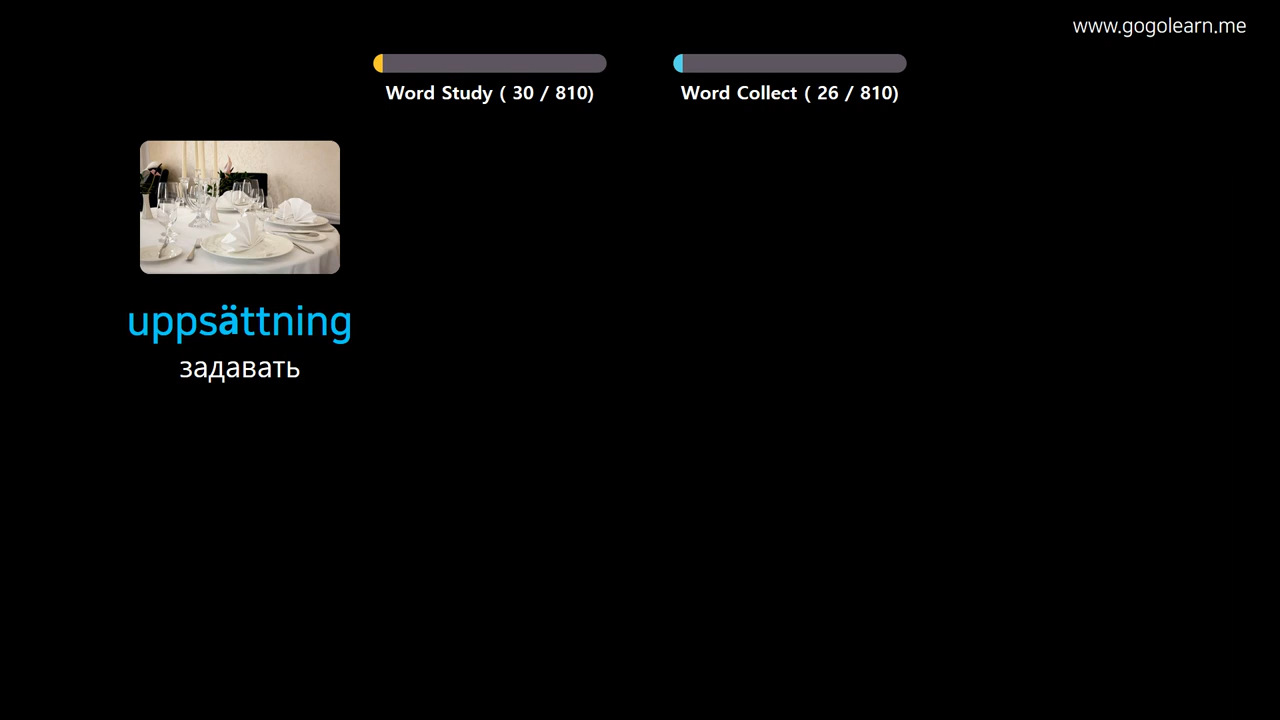 www.gogolearn.me
Word Study ( 30 / 810)
Word Collect ( 26 / 810)
uppsättning
задавать